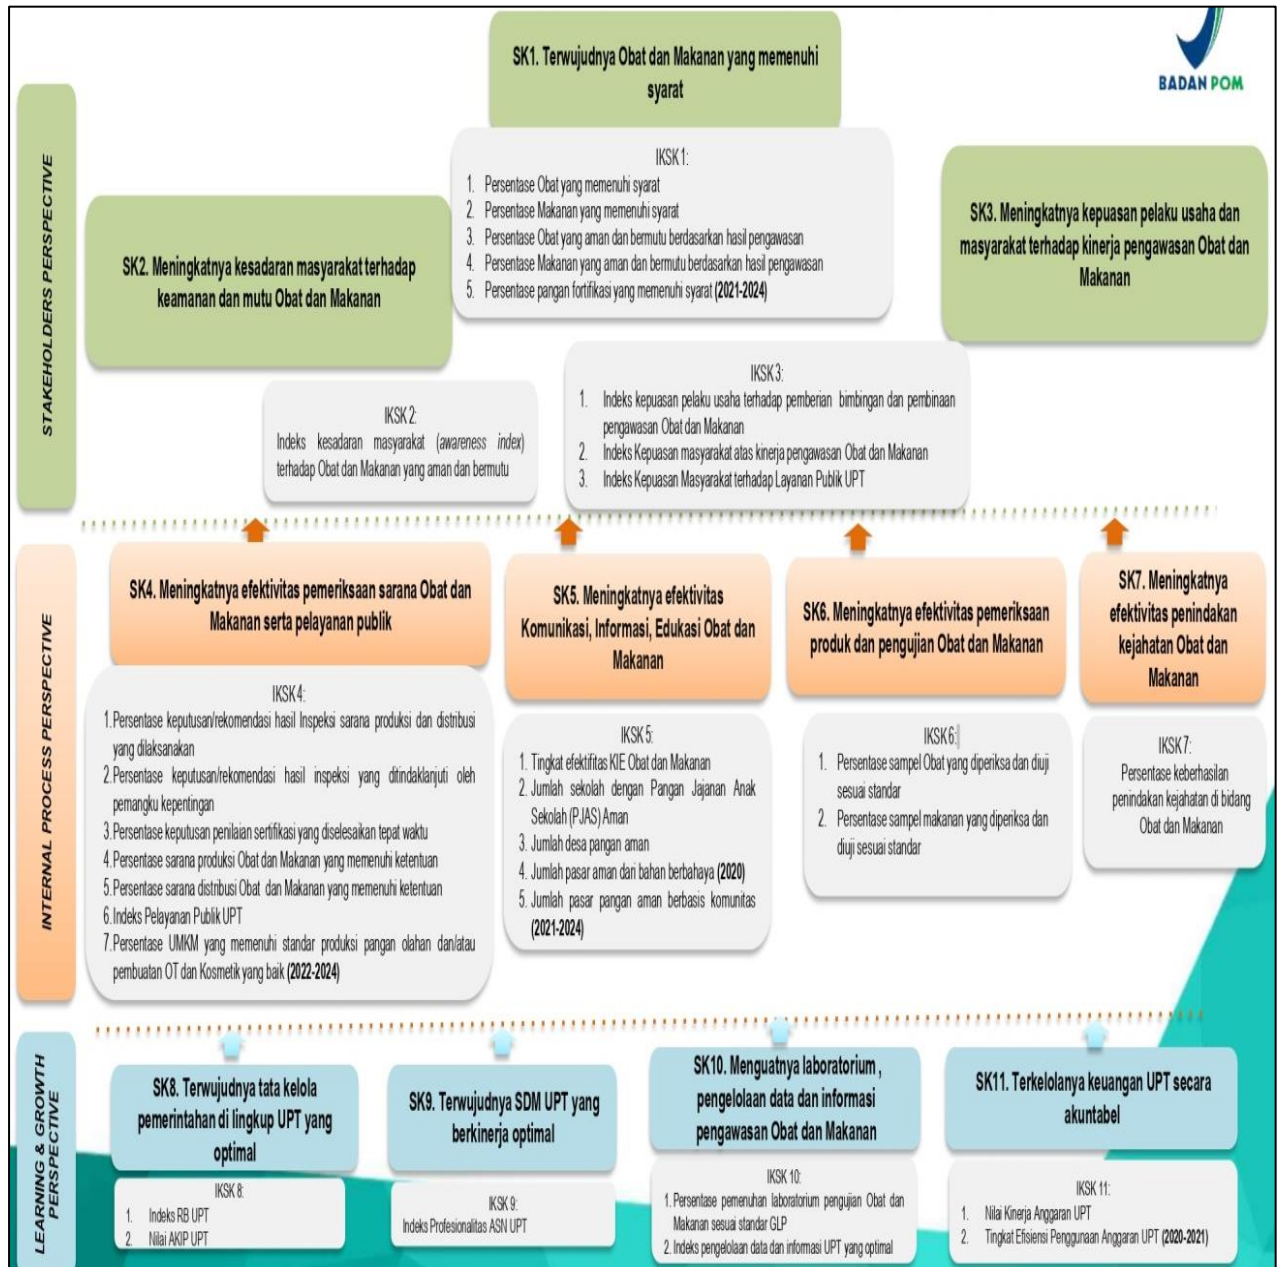 SK1. Terwujudnya Obat dan Makanan yang memenuhi
syarat
BADAN POM
STAKEHOLDERS PERSPECTIVE
IKSK 1:
1. Persentase Obat yang memenuhi syarat
2. Persentase Makanan yang memenuhi syarat
3. Persentase Obat yang aman dan bermutu berdasarkan hasil pengawasan
4. Persentase Makanan yang aman dan bermutu berdasarkan hasil pengawasan
5. Persentase pangan fortifikasi yang memenuhi syarat (2021-2024)
SK2. Meningkatnya kesadaran masyarakat terhadap
keamanan dan mutu Obat dan Makanan
SK3. Meningkatnya kepuasan pelaku usaha dan
masyarakat terhadap kinerja pengawasan Obat dan
Makanan
IKSK 2:
Indeks kesadaran masyarakat (awareness index)
terhadap Obat dan Makanan yang aman dan bermutu
IKSK 3:
1. Indeks kepuasan pelaku usaha terhadap pemberian bimbingan dan pembinaan
pengawasan Obat dan Makanan
2. Indeks Kepuasan masyarakat atas kinerja pengawasan Obat dan Makanan
3. Indeks Kepuasan Masyarakat terhadap Layanan Publik UPT
INTERNAL PROCESS PERSPECTIVE
SK4. Meningkatnya efektivitas pemeriksaan sarana Obat dan
Makanan serta pelayanan publik
IKSK 4:
1.Persentase keputusan/rekomendasi hasil Inspeksi sarana produksi dan distribusi
yang dilaksanakan
2.Persentase keputusan/rekomendasi hasil inspeksi yang ditindaklanjuti oleh
pemangku kepentingan
3.Persentase keputusan penilaian sertifikasi yang diselesaikan tepat waktu
4.Persentase sarana produksi Obat dan Makanan yang memenuhi ketentuan
5.Persentase sarana distribusi Obat dan Makanan yang memenuhi ketentuan
6.Indeks Pelayanan Publik UPT
7.Persentase UMKM yang memenuhi standar produksi pangan olahan dan/atau
pembuatan OT dan Kosmetik yang baik (2022-2024)
SK5. Meningkatnya efektivitas
Komunikasi, Informasi, Edukasi Obat dan
Makanan
IKSK 5:
1. Tingkat efektifitas KIE Obat dan Makanan
2. Jumlah sekolah dengan Pangan Jajanan Anak
Sekolah (PJAS) Aman
3. Jumlah desa pangan aman
4. Jumlah pasar aman dari bahan berbahaya (2020)
5. Jumlah pasar pangan aman berbasis komunitas
(2021-2024)
SK6. Meningkatnya efektivitas pemeriksaan
produk dan pengujian Obat dan Makanan
IKSK 6:
1. Persentase sampel Obat yang diperiksa dan diuji
sesuai standar
2. Persentase sampel makanan yang diperiksa dan
diuji sesuai standar
SK7. Meningkatnya
efektivitas penindakan
kejahatan Obat dan
Makanan
IKSK 7:
Persentase keberhasilan
penindakan kejahatan di bidang
Obat dan Makanan
LEARNING & GROWTH
PERSPECTIVE
SK8. Terwujudnya tata kelola
pemerintahan di lingkup UPT yang
optimal
IKSK 8:
1. Indeks RB UPT
2. Nilai AKIP UPT
SK9. Terwujudnya SDM UPT yang
berkinerja optimal
IKSK 9:
Indeks Profesionalitas ASN UPT
SK10. Menguatnya laboratorium ,
pengelolaan data dan informasi
pengawasan Obat dan Makanan
IKSK 10:
1.Persentase pemenuhan laboratorium pengujian Obat dan
Makanan sesuai standar GLP
2.Indeks pengelolaan data dan informasi UPT yang optimal
SK11. Terkelolanya keuangan UPT secara
akuntabel
IKSK 11:
1. Nilai Kinerja Anggaran UPT
2. Tingkat Efisiensi Penggunaan Anggaran UPT (2020-2021)